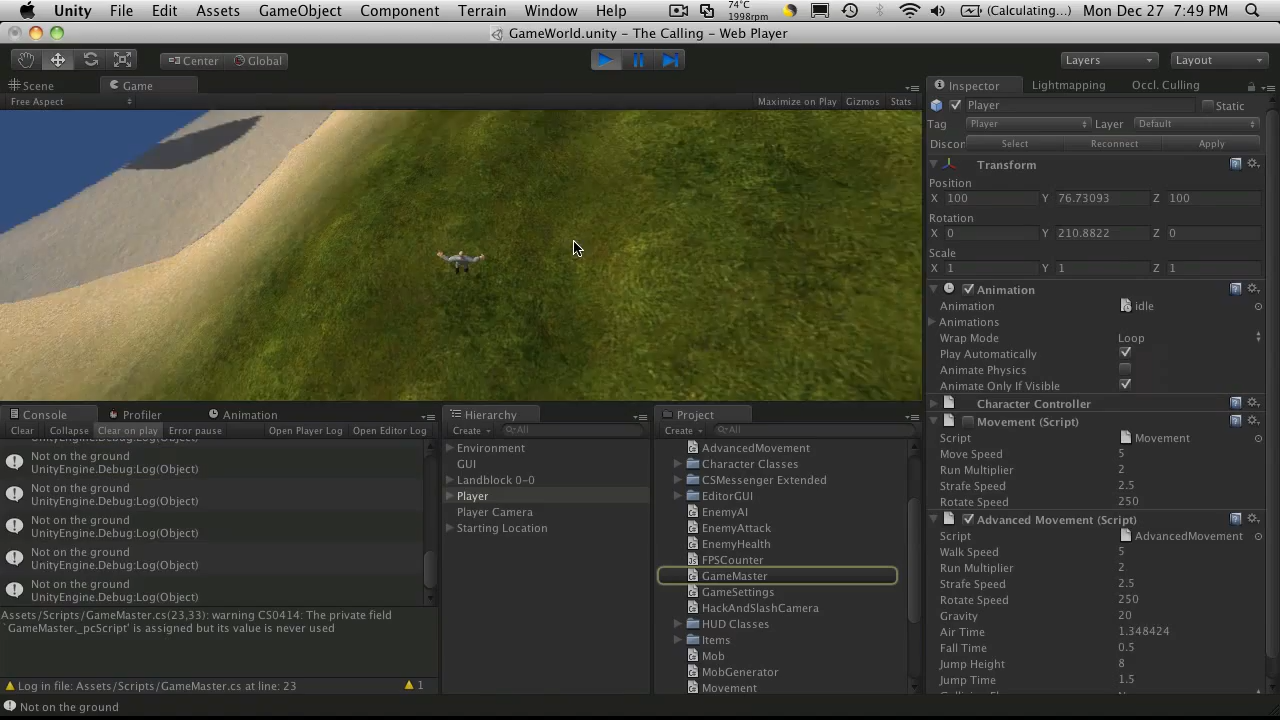 Unity File Edit Assets GameObject Component Terrain Window Help 74°C 1998rpm (Calculating...) Mon Dec 27 7:49 PM
GameWorld.unity – The Calling – Web Player
Center Global Layers Layout
Scene Game
Free Aspect Maximize on Play Gizmos Stats
Inspector Lightmapping Occl. Culling
Player Static
Tag Player Layer Default
Discon Select Reconnect Apply
Transform
Position
X 100 Y 76.73093 Z 100
Rotation
X 0 Y 210.8822 Z 0
Scale
X 1 Y 1 Z 1
Animation
Animation idle
Animations
Wrap Mode Loop
Play Automatically
Animate Physics
Animate Only If Visible
Character Controller
Movement (Script)
Script Movement
Move Speed 5
Run Multiplier 2
Strafe Speed 2.5
Rotate Speed 250
Advanced Movement (Script)
Script AdvancedMovement
Walk Speed 5
Run Multiplier 2
Strafe Speed 2.5
Rotate Speed 250
Gravity 20
Air Time 1.348424
Fall Time 0.5
Jump Height 8
Jump Time 1.5
Console Profiler Animation
Clear Collapse Clear on play Error pause Open Player Log Open Editor Log
UnityEngine.Debug:Log(Object)
Not on the ground
UnityEngine.Debug:Log(Object)
Not on the ground
UnityEngine.Debug:Log(Object)
Not on the ground
UnityEngine.Debug:Log(Object)
Not on the ground
UnityEngine.Debug:Log(Object)
Not on the ground
UnityEngine.Debug:Log(Object)
Assets/Scripts/GameMaster.cs(23,33): warning CS0414: The private field
`GameMaster._pcScript' is assigned but its value is never used
Log in file: Assets/Scripts/GameMaster.cs at line: 23 1
Not on the ground
Hierarchy
Create All
Environment
GUI
Landblock 0-0
Player
Player Camera
Starting Location
Project
Create All
AdvancedMovement
Character Classes
CSMessenger Extended
EditorGUI
EnemyAI
EnemyAttack
EnemyHealth
FPSCounter
GameMaster
GameSettings
HackAndSlashCamera
HUD Classes
Items
Mob
MobGenerator
Movement